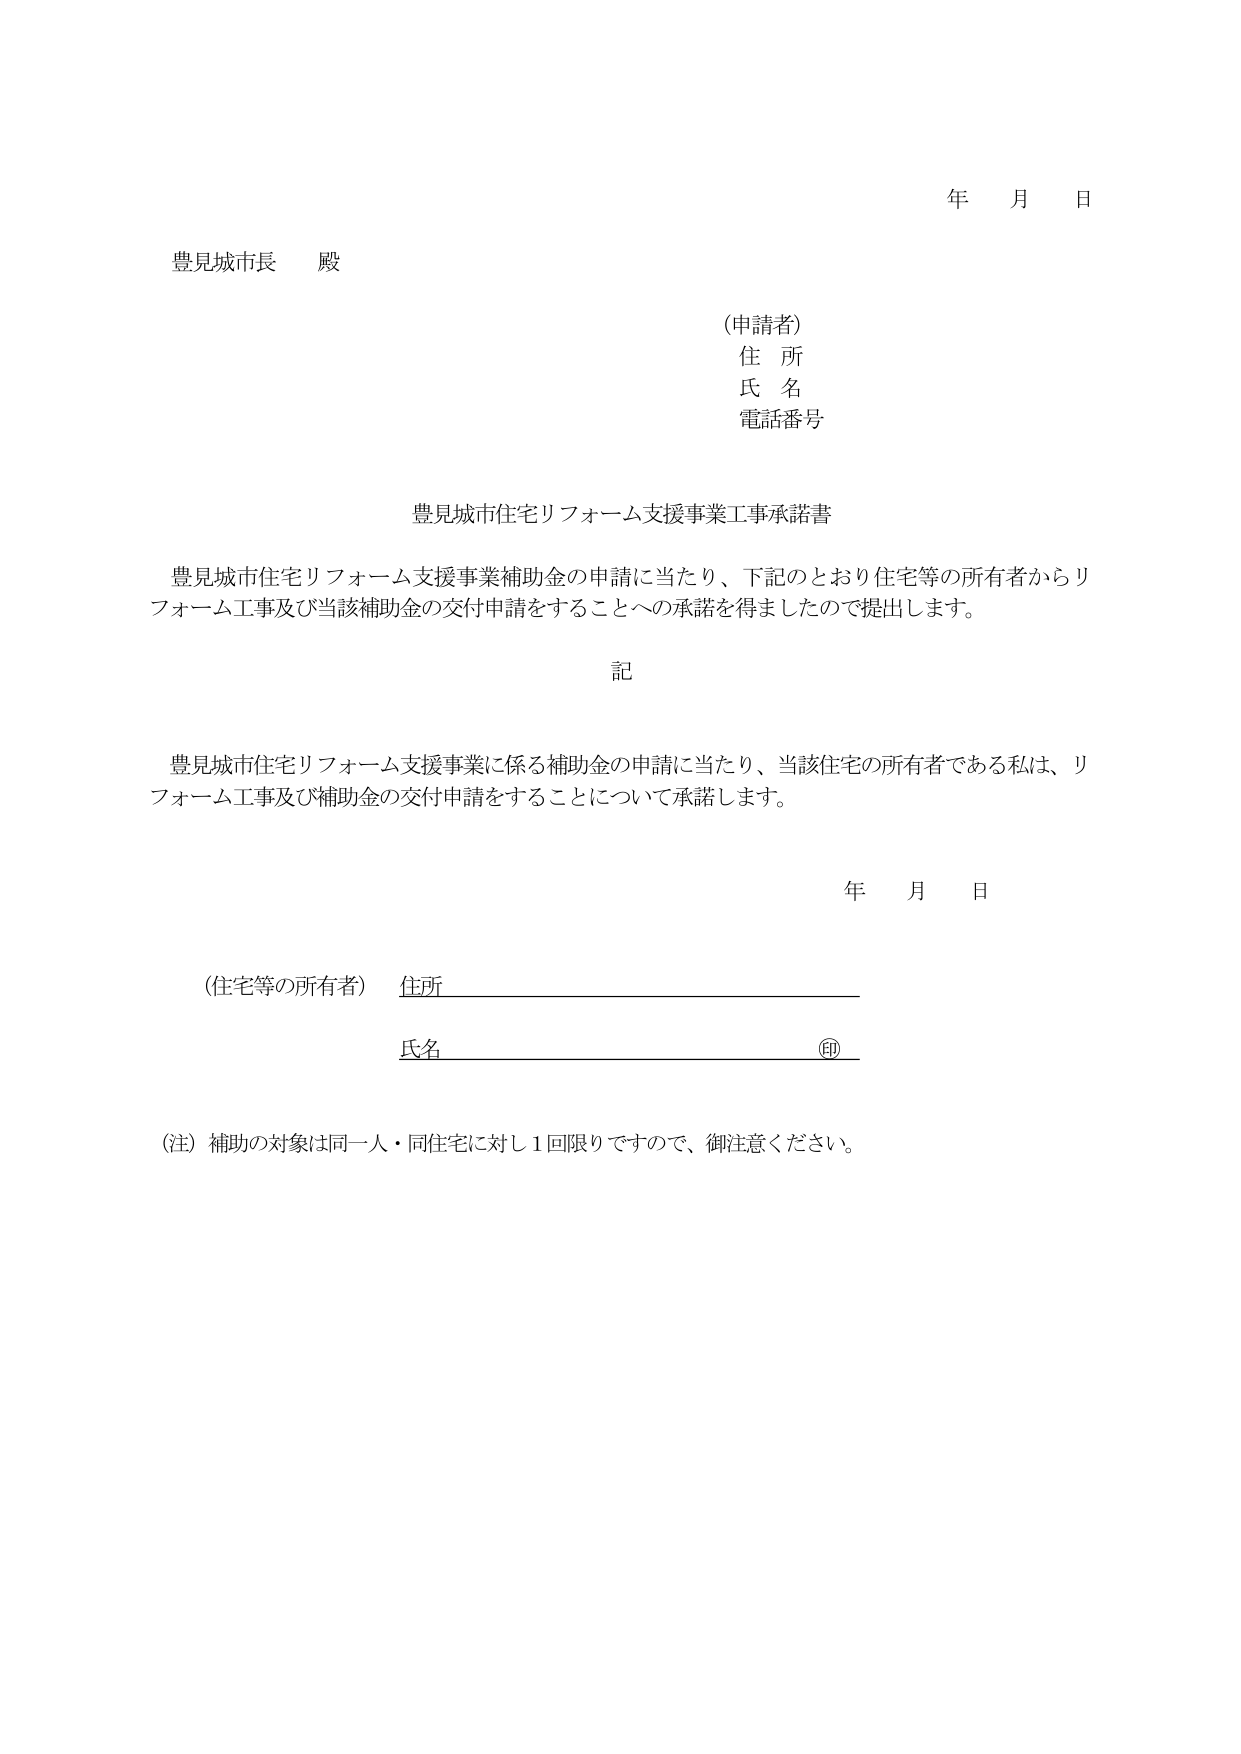 年　　月　　日
豊見城市長　　殿
（申請者）
住　所
氏　名
電話番号
豊見城市住宅リフォーム支援事業工事承諾書
豊見城市住宅リフォーム支援事業補助金の申請に当たり、下記のとおり住宅等の所有者からリ
フォーム工事及び当該補助金の交付申請をすることへの承諾を得ましたので提出します。
記
豊見城市住宅リフォーム支援事業に係る補助金の申請に当たり、当該住宅の所有者である私は、リ
フォーム工事及び補助金の交付申請をすることについて承諾します。
年　　月　　日
（住宅等の所有者）　住所
氏名　　　　　　　　　　　　　　　　　　㊞
（注）補助の対象は同一人・同住宅に対し１回限りですので、御注意ください。